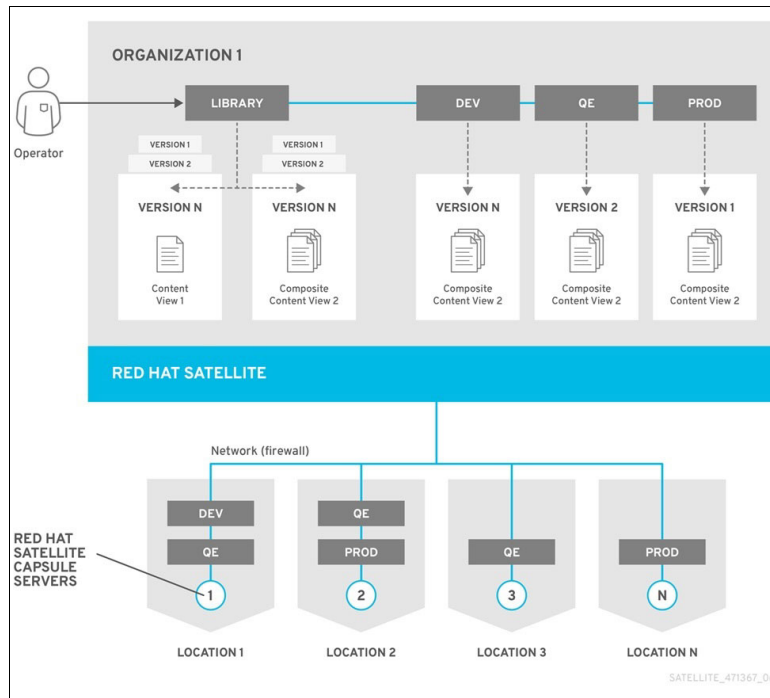 ORGANIZATION 1
LIBRARY
DEV
QE
PROD
Operator
VERSION 1
VERSION 2
VERSION 1
VERSION 2
VERSION N
Content
View 1
VERSION N
Composite
Content View 2
VERSION N
Composite
Content View 2
VERSION 2
Composite
Content View 2
VERSION 1
Composite
Content View 2
RED HAT SATELLITE
Network (firewall)
RED HAT
SATELLITE
CAPSULE
SERVERS
DEV
QE
1
LOCATION 1
QE
PROD
2
LOCATION 2
QE
3
LOCATION 3
PROD
N
LOCATION N